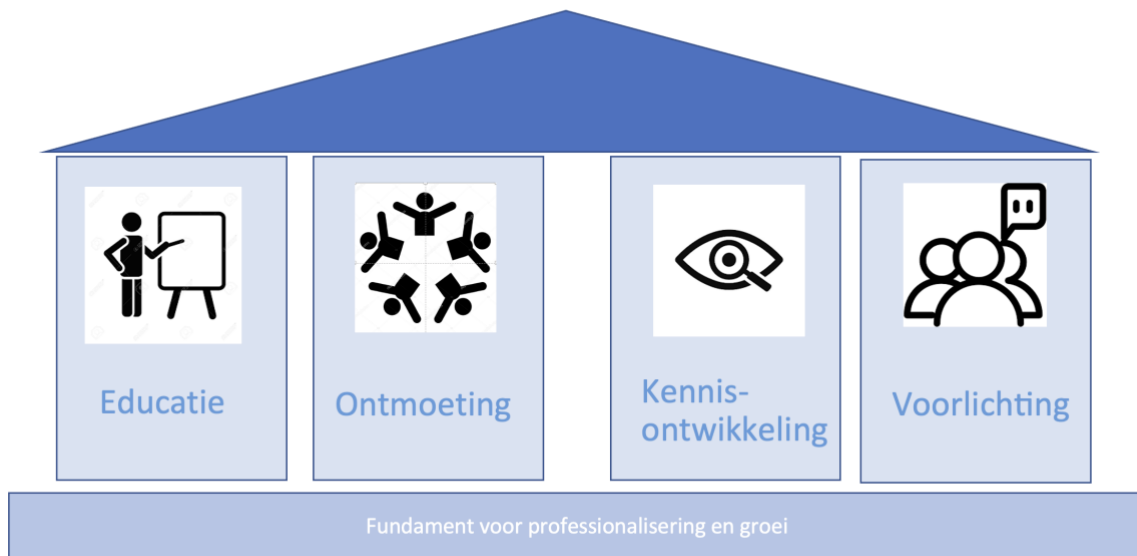 Educatie
Ontmoeting
Kennis-
ontwikkeling
Voorlichting
Fundament voor professionalisering en groei